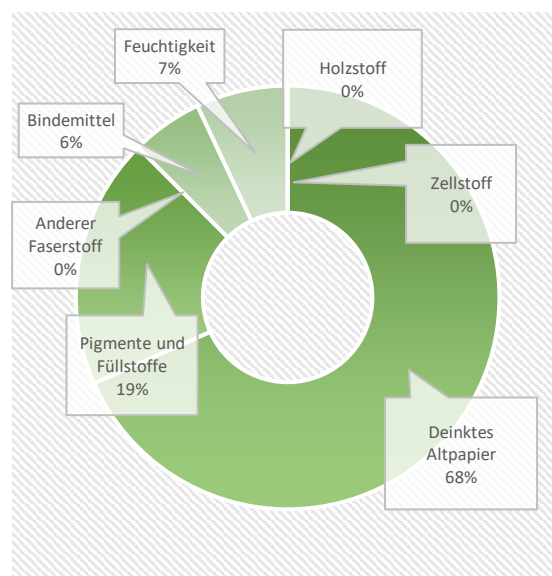 Feuchtigkeit
7%
Holzstoff
0%
Bindemittel
6%
Zellstoff
0%
Anderer
Faserstoff
0%
Pigmente und
Füllstoffe
19%
Deinktes
Altpapier
68%